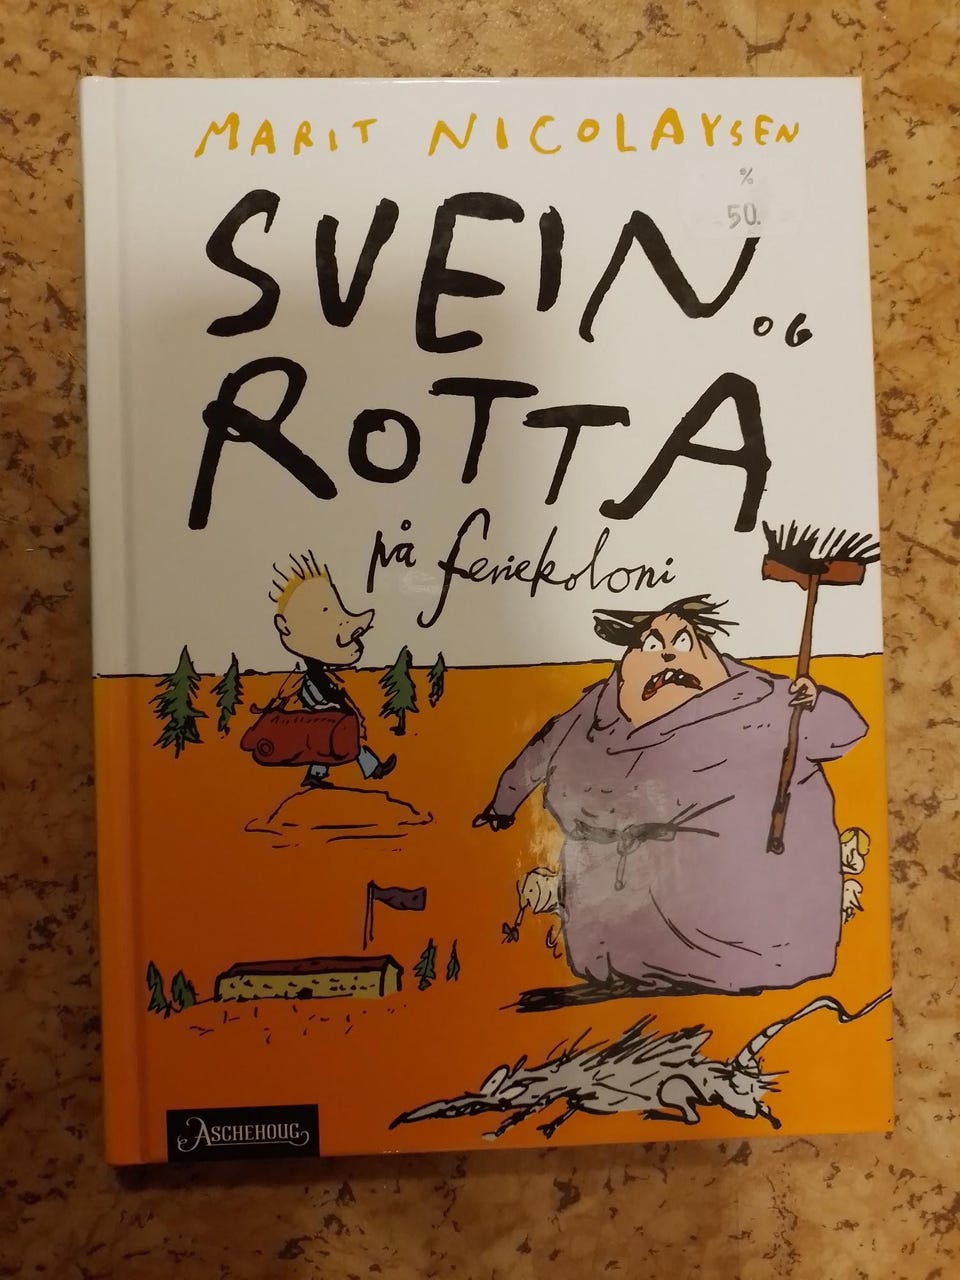 MARIT NICOLAYSEN
%
50.
SVEIN OG
ROTTA
på feriekoloni
ASCHEHOUG